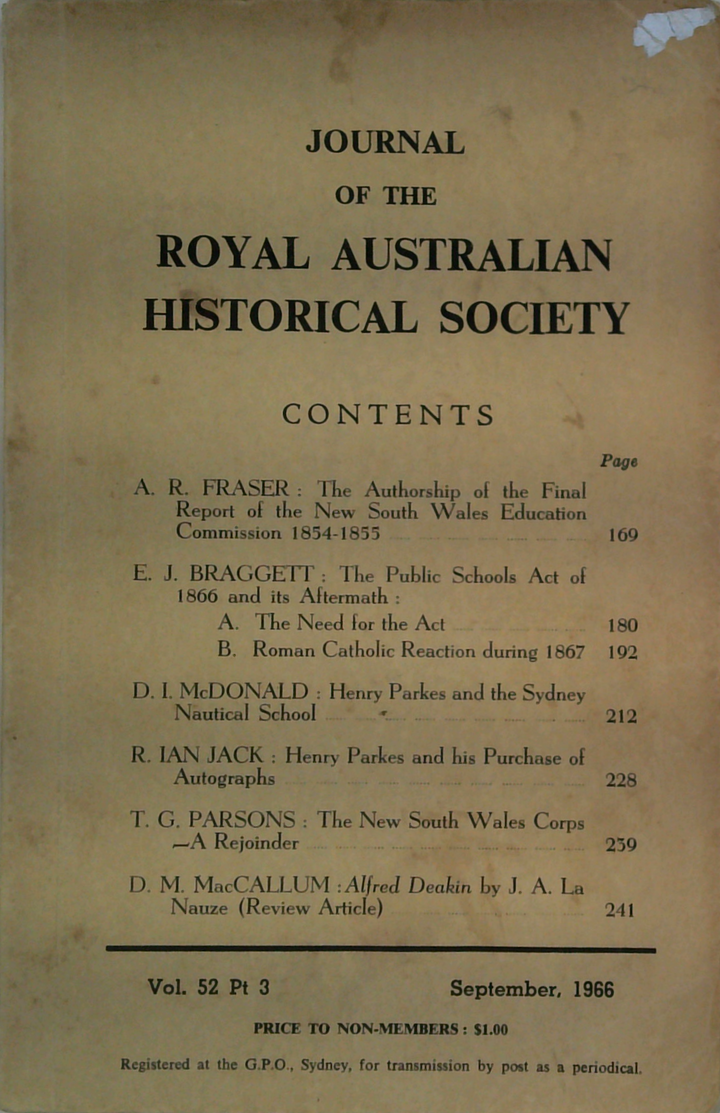 JOURNAL
OF THE
ROYAL AUSTRALIAN
HISTORICAL SOCIETY
CONTENTS
Page
A. R. FRASER : The Authorship of the Final
Report of the New South Wales Education
Commission 1854-1855 169
E. J. BRAGGETT : The Public Schools Act of
1866 and its Aftermath :
A. The Need for the Act 180
B. Roman Catholic Reaction during 1867 192
D. I. McDONALD : Henry Parkes and the Sydney
Nautical School 212
R. IAN JACK : Henry Parkes and his Purchase of
Autographs 228
T. G. PARSONS : The New South Wales Corps
—A Rejoinder 239
D. M. MacCALLUM : Alfred Deakin by J. A. La
Nauze (Review Article) 241
Vol. 52 Pt 3 September, 1966
PRICE TO NON-MEMBERS : $1.00
Registered at the G.P.O., Sydney, for transmission by post as a periodical.